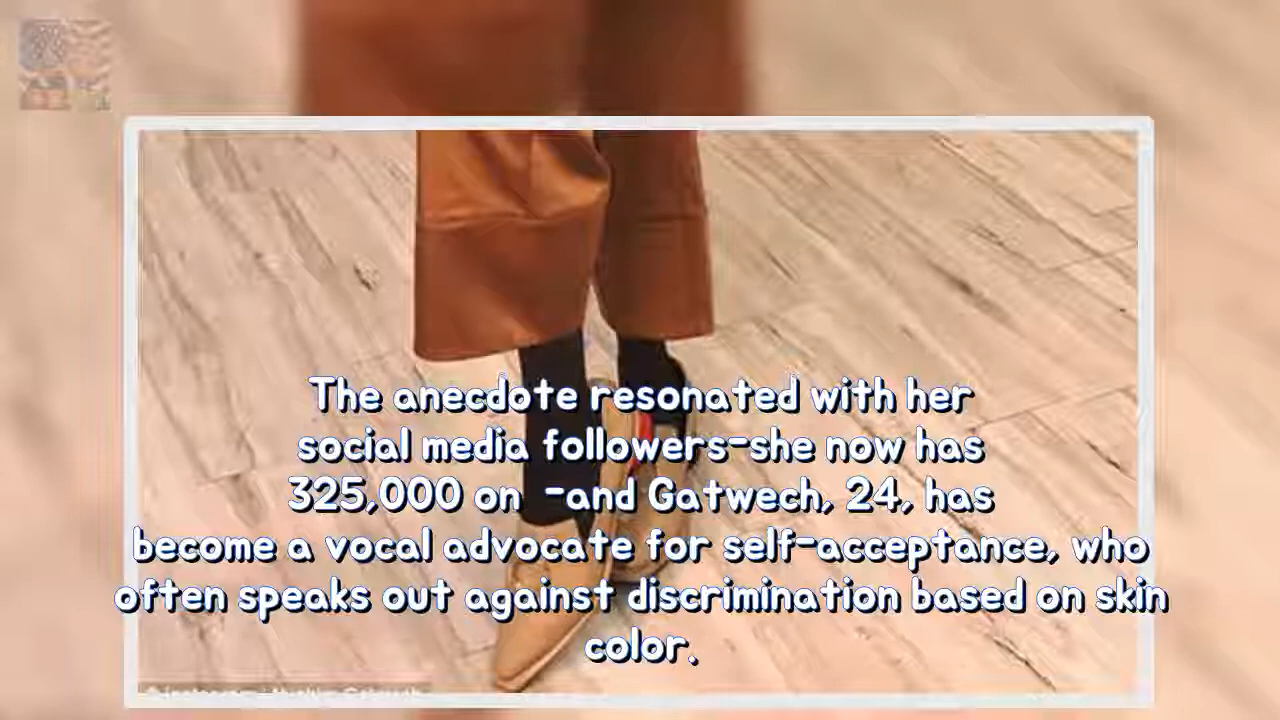 The anecdote resonated with her
social media followers-she now has
325,000 on -and Gatwech, 24, has
become a vocal advocate for self-acceptance, who
often speaks out against discrimination based on skin
color.